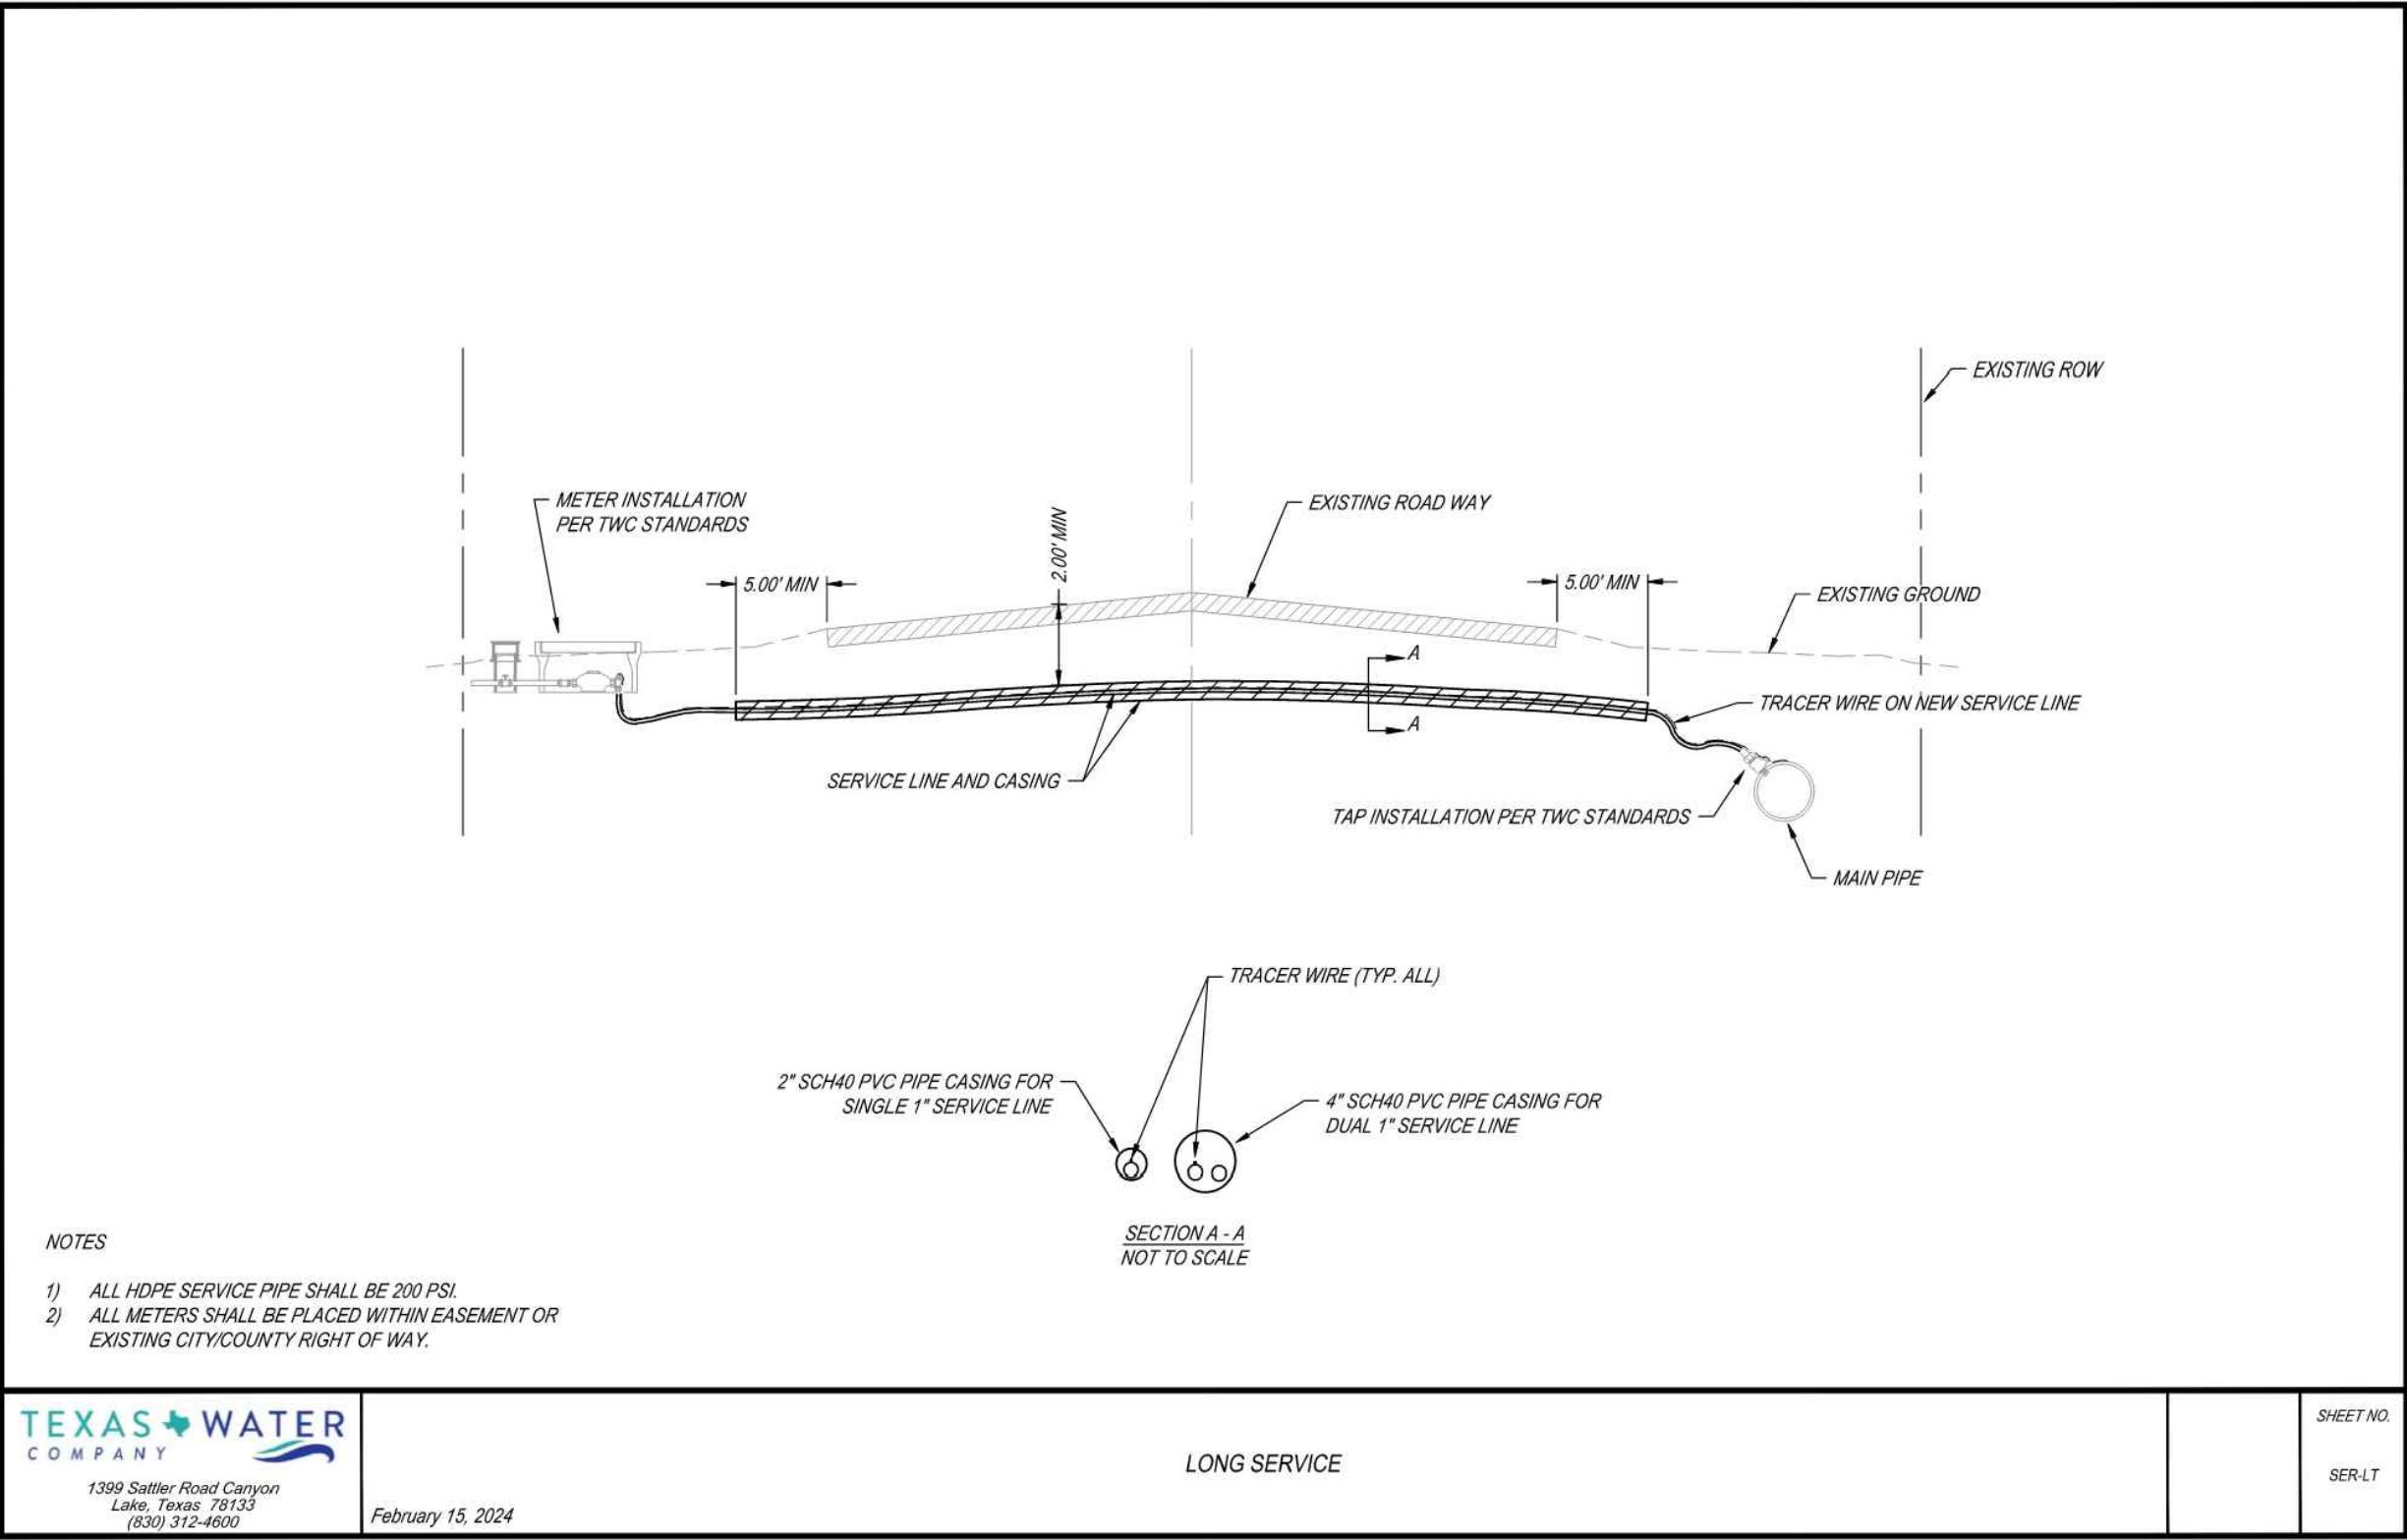 EXISTING ROW
METER INSTALLATION
PER TWC STANDARDS
2.00' MIN
EXISTING ROAD WAY
5.00' MIN
5.00' MIN
EXISTING GROUND
A
TRACER WIRE ON NEW SERVICE LINE
A
SERVICE LINE AND CASING
TAP INSTALLATION PER TWC STANDARDS
MAIN PIPE
TRACER WIRE (TYP. ALL)
2" SCH40 PVC PIPE CASING FOR
SINGLE 1" SERVICE LINE
4" SCH40 PVC PIPE CASING FOR
DUAL 1" SERVICE LINE
SECTION A - A
NOT TO SCALE
NOTES
1) ALL HDPE SERVICE PIPE SHALL BE 200 PSI.
2) ALL METERS SHALL BE PLACED WITHIN EASEMENT OR
EXISTING CITY/COUNTY RIGHT OF WAY.
TEXAS WATER
COMPANY
1399 Sattler Road Canyon
Lake, Texas 78133
(830) 312-4600
February 15, 2024
LONG SERVICE
SHEET NO.
SER-LT